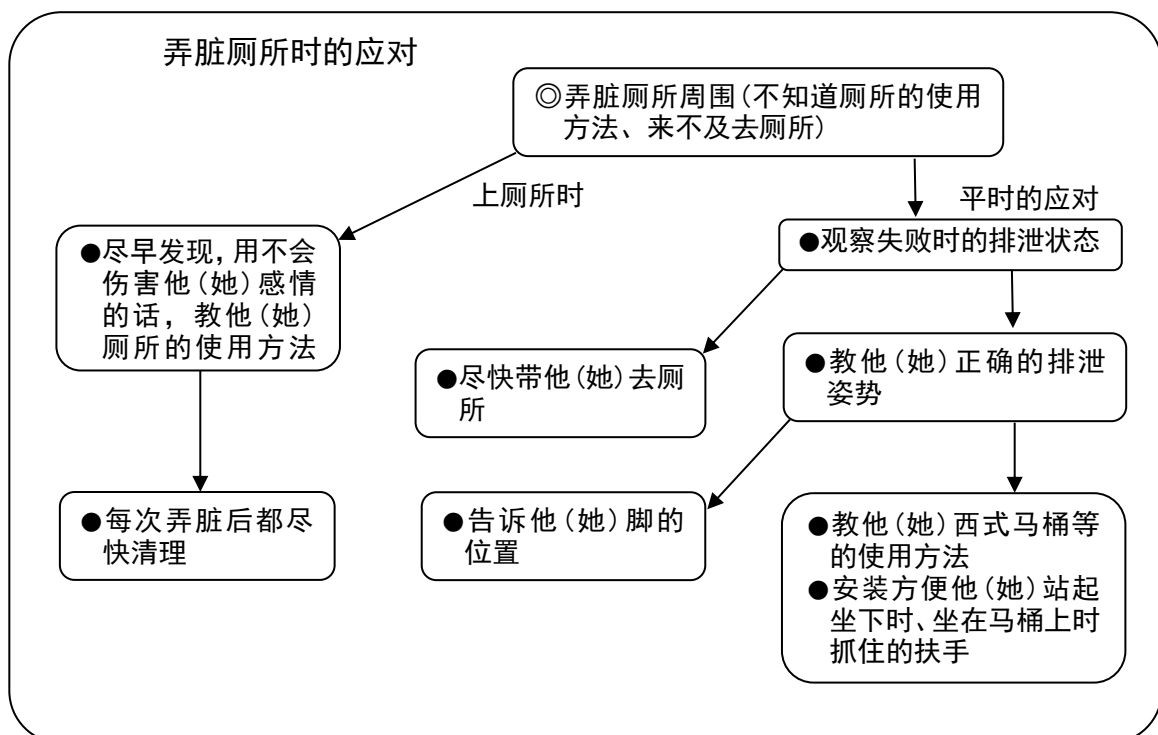 弄脏厕所时的应对
◎弄脏厕所周围(不知道厕所的使用
方法、来不及去厕所)
上厕所时
平时的应对
●尽早发现,用不会
伤害他(她)感情
的话，教他(她)
厕所的使用方法
●观察失败时的排泄状态
●尽快带他(她)去厕
所
●教他(她)正确的排泄
姿势
●每次弄脏后都尽
快清理
●告诉他(她)脚的
位置
●教他(她)西式马桶等
的使用方法
●安装方便他(她)站起
坐下时、坐在马桶上时
抓住的扶手